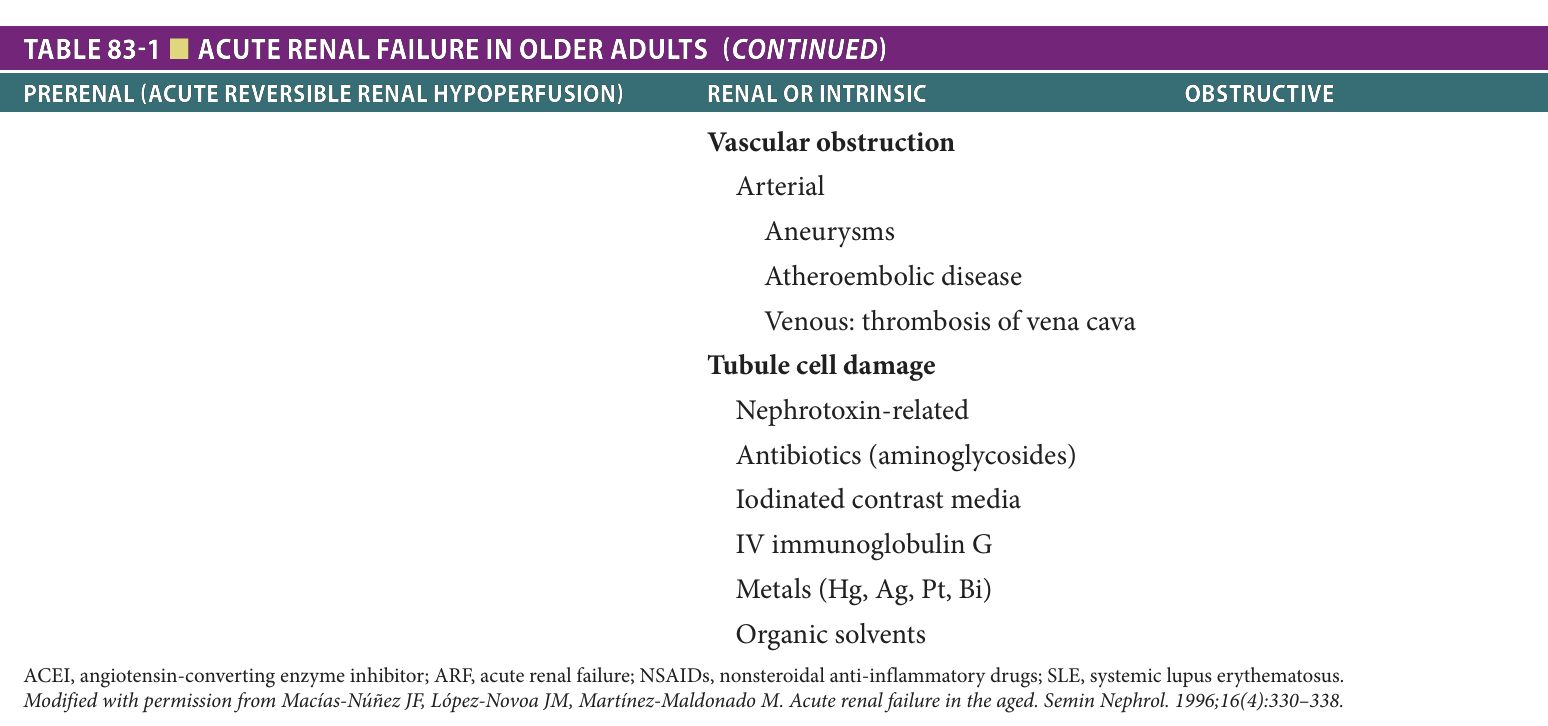 TABLE 83-1 ■ ACUTE RENAL FAILURE IN OLDER ADULTS (CONTINUED)
PRERENAL (ACUTE REVERSIBLE RENAL HYPOPERFUSION) RENAL OR INTRINSIC OBSTRUCTIVE
Vascular obstruction
Arterial
Aneurysms
Atheroembolic disease
Venous: thrombosis of vena cava
Tubule cell damage
Nephrotoxin-related
Antibiotics (aminoglycosides)
Iodinated contrast media
IV immunoglobulin G
Metals (Hg, Ag, Pt, Bi)
Organic solvents
ACEI, angiotensin-converting enzyme inhibitor; ARF, acute renal failure; NSAIDs, nonsteroidal anti-inflammatory drugs; SLE, systemic lupus erythematosus.
Modified with permission from Macías-Núñez JF, López-Novoa JM, Martínez-Maldonado M. Acute renal failure in the aged. Semin Nephrol. 1996;16(4):330–338.